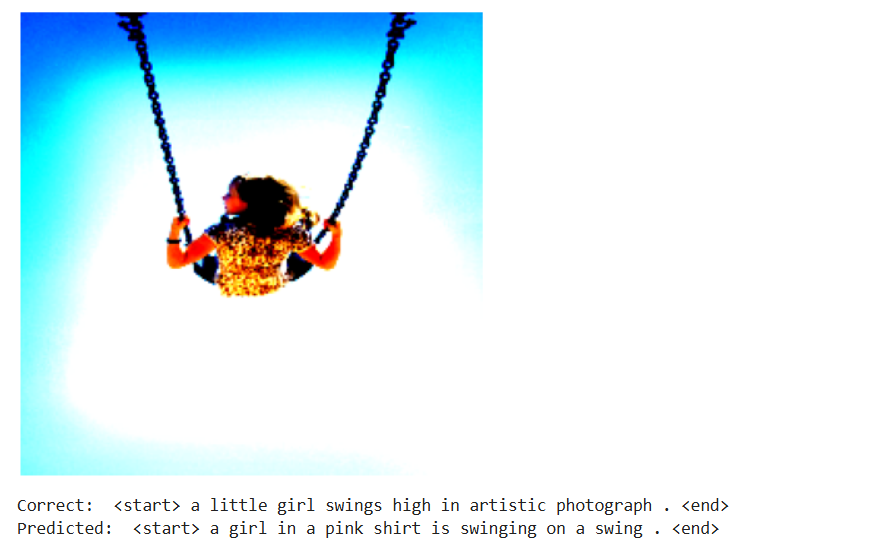 Correct:  <start> a little girl swings high in artistic photograph . <end>
Predicted:  <start> a girl in a pink shirt is swinging on a swing . <end>